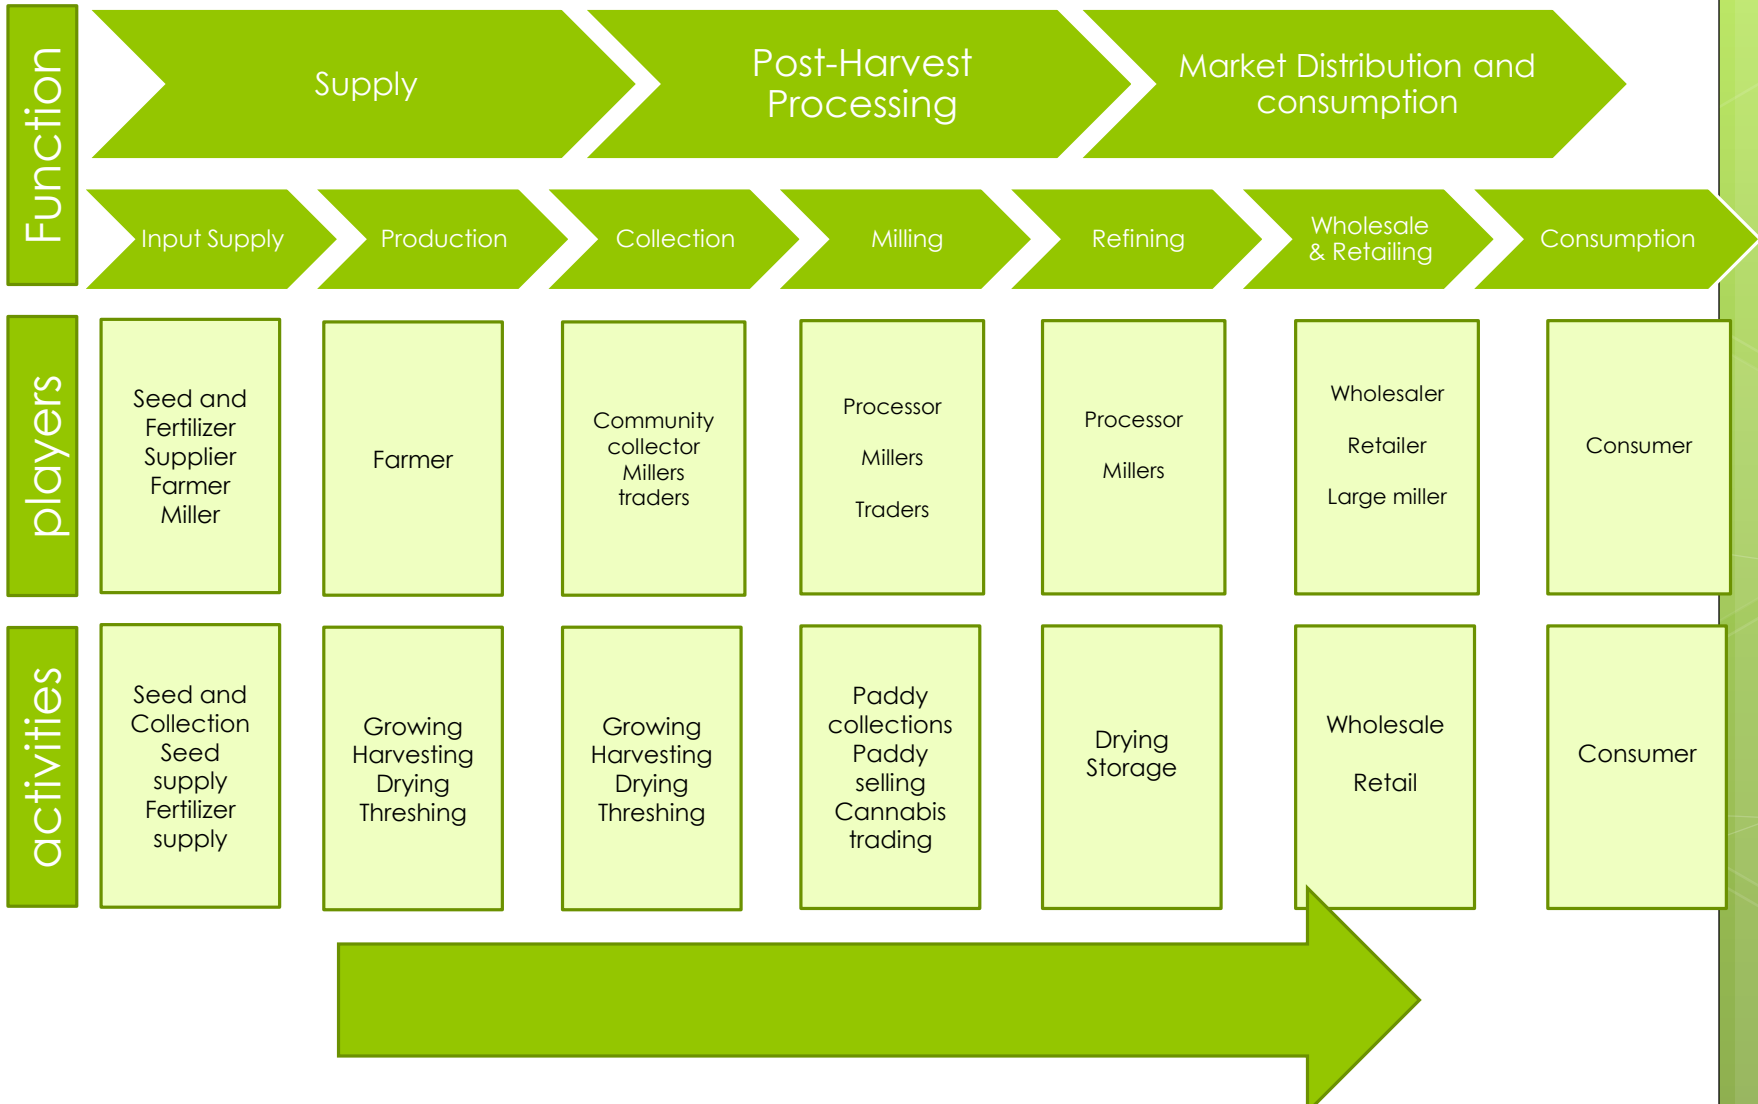 Function
Supply
Post-Harvest
Processing
Market Distribution and
consumption
Input Supply
Production
Collection
Milling
Refining
Wholesale
& Retailing
Consumption
players
Seed and
Fertilizer
Supplier
Farmer
Miller
Farmer
Community
collector
Millers
traders
Processor
Millers
Traders
Processor
Millers
Wholesaler
Retailer
Large miller
Consumer
activities
Seed and
Collection
Seed
supply
Fertilizer
supply
Growing
Harvesting
Drying
Threshing
Growing
Harvesting
Drying
Threshing
Paddy
collections
Paddy
selling
Cannabis
trading
Drying
Storage
Wholesale
Retail
Consumer